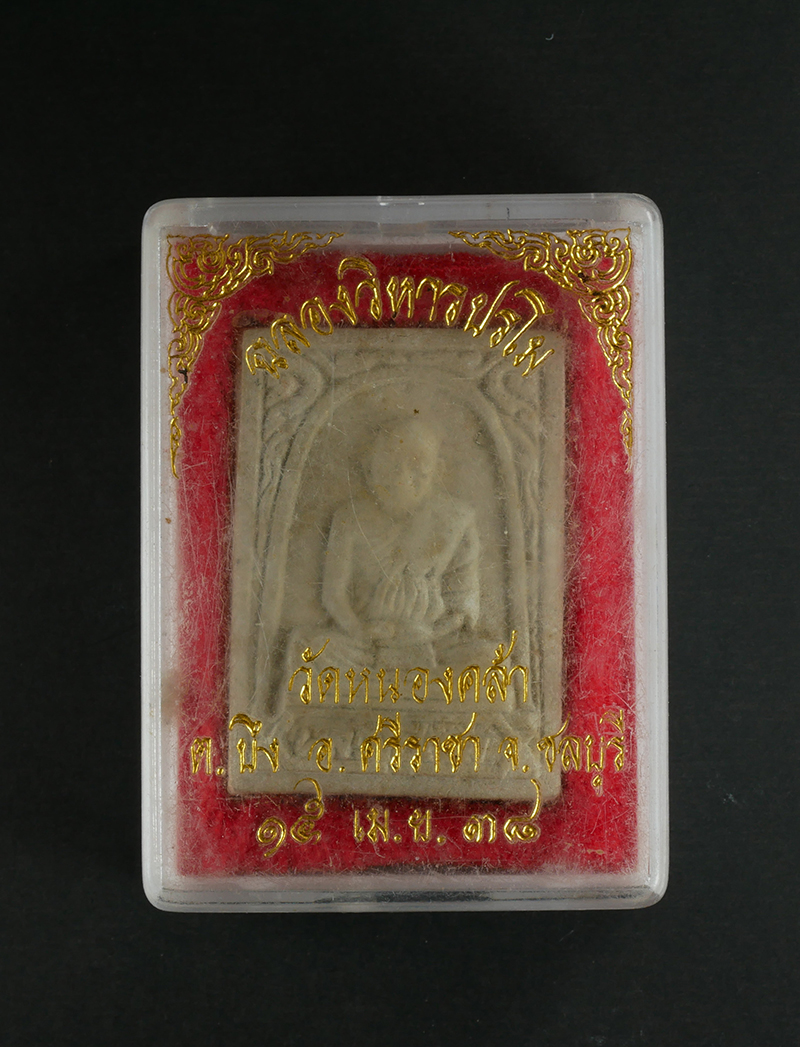 ฉลองวิหารปรโม
วัดหนองคล้า
ต.บึง อ.ศรีราชา จ.ชลบุรี
๑๕ เม.ย. ๓๘